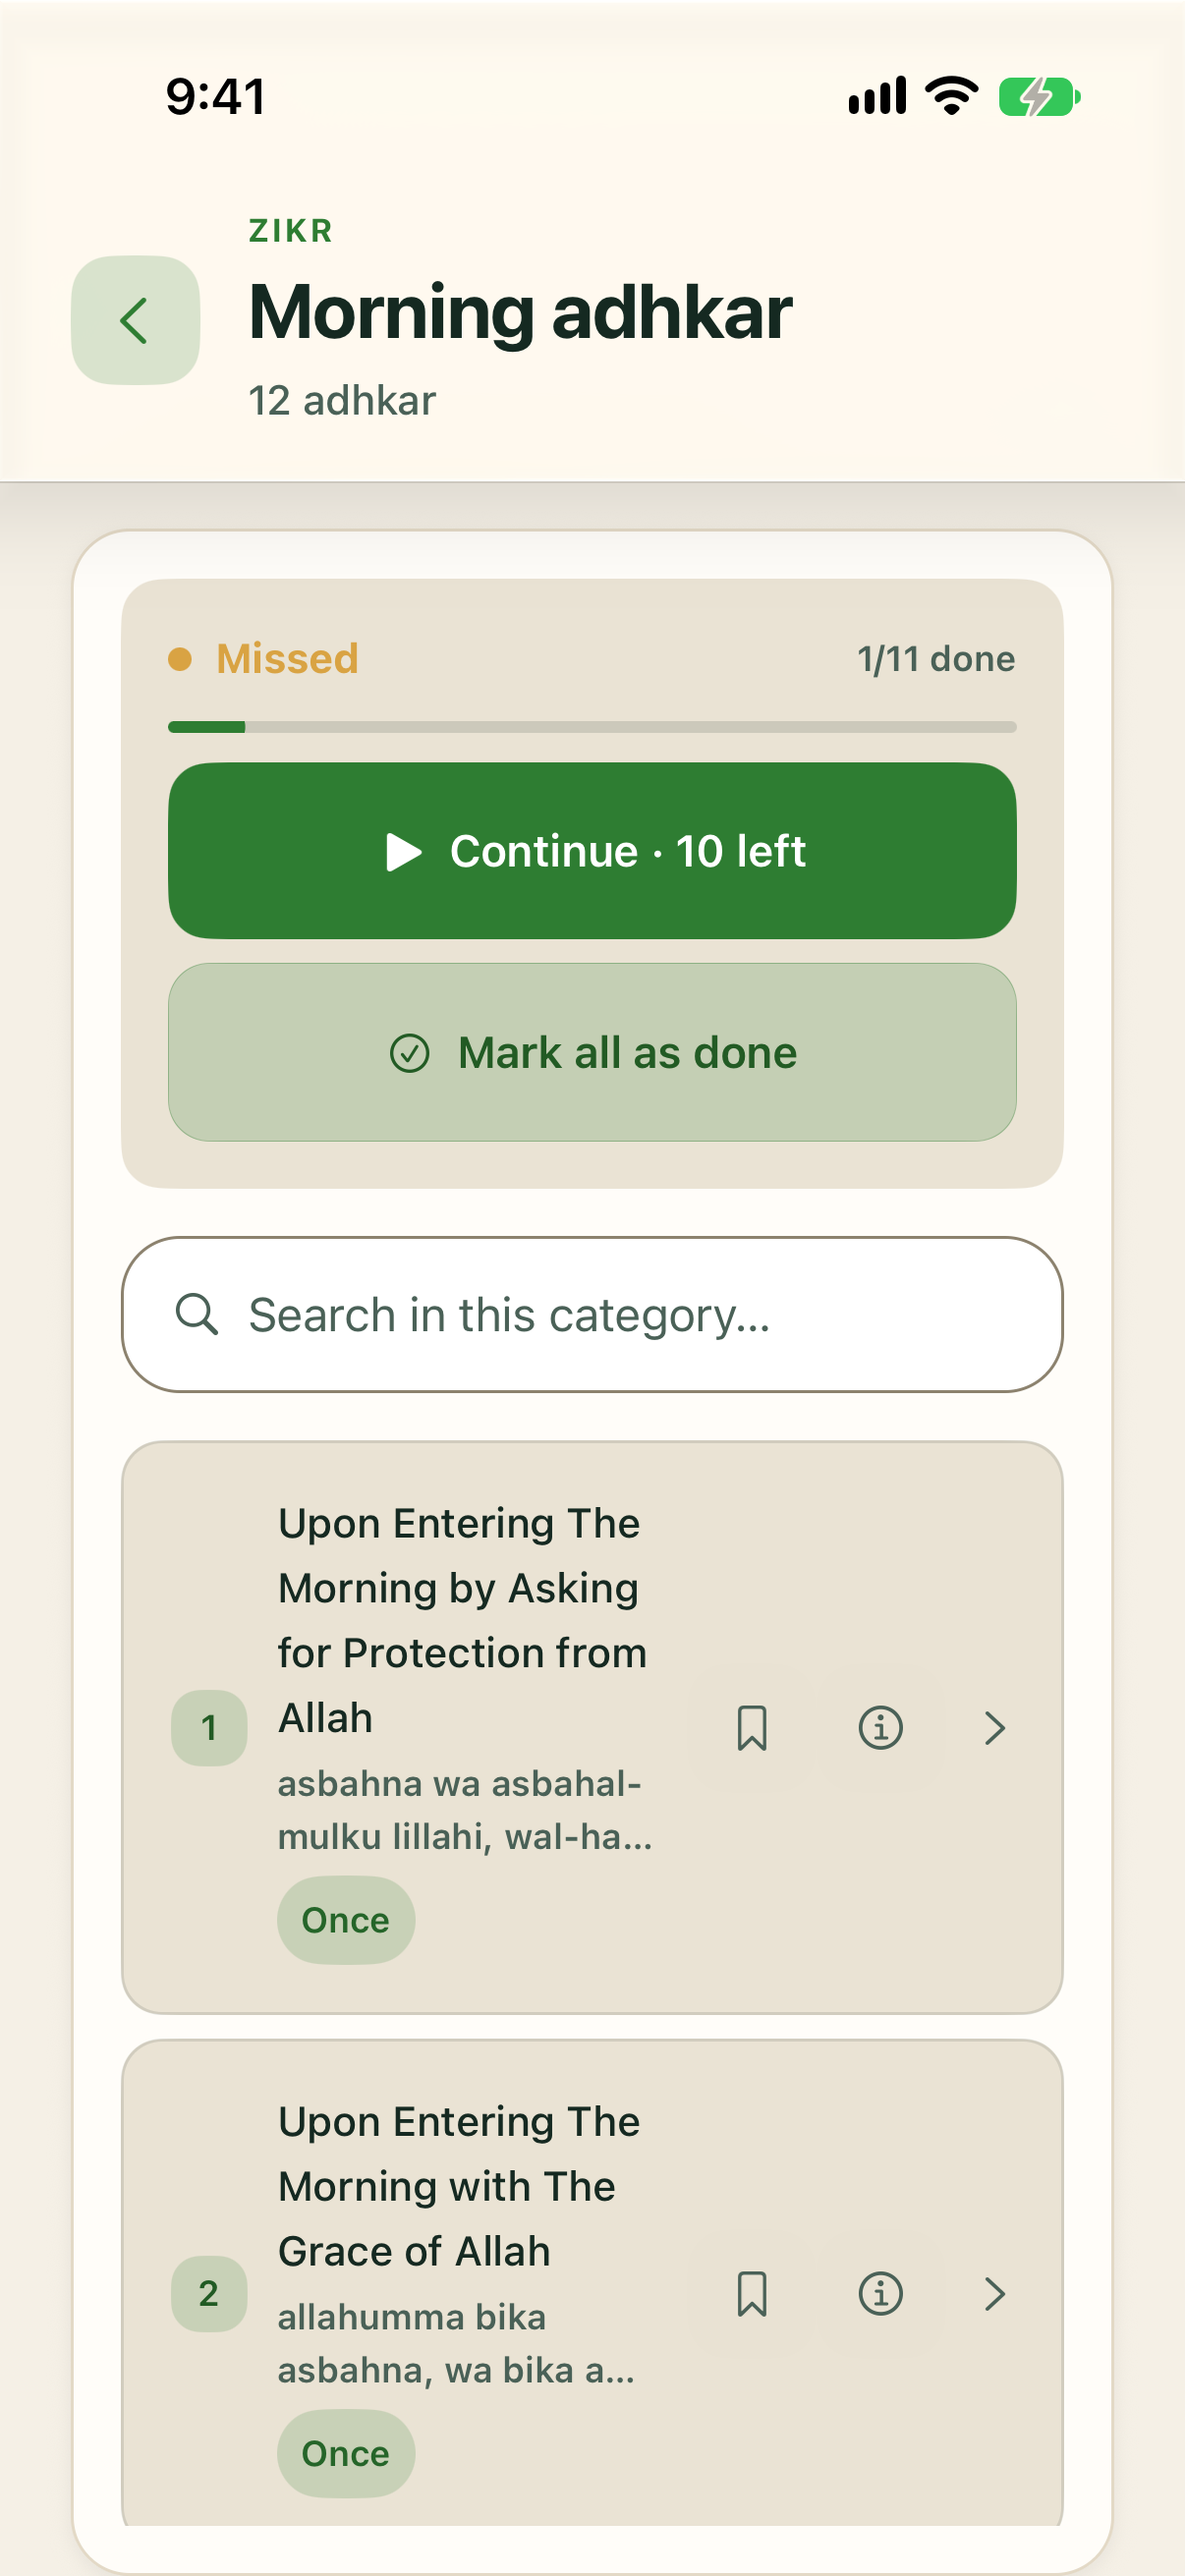 9:41
ZIKR
Morning adhkar
12 adhkar
Missed
1/11 done
Continue · 10 left
Mark all as done
Search in this category...
Upon Entering The
Morning by Asking
for Protection from
Allah
1
asbahna wa asbahal-
mulku lillahi, wal-ha...
Once
Upon Entering The
Morning with The
Grace of Allah
2
allahumma bika
asbahna, wa bika a...
Once